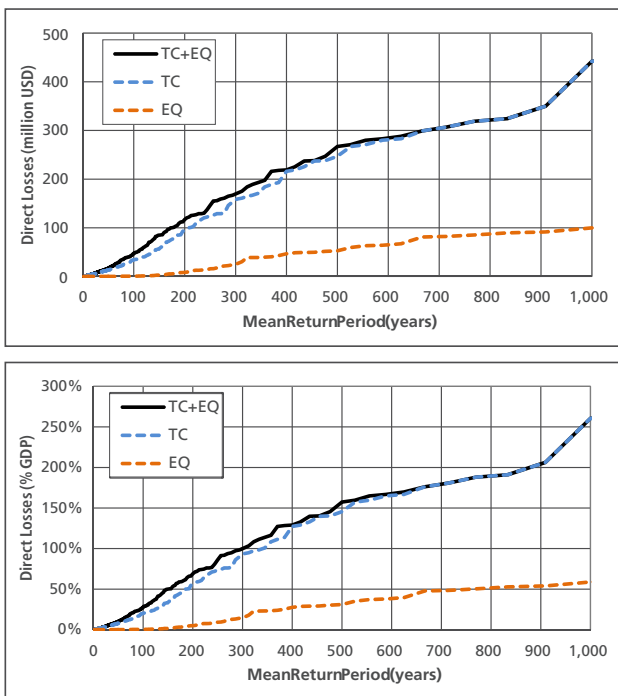 500
400
300
200
100
0
Direct Losses (million USD)
TC+EQ
TC
EQ
0 100 200 300 400 500 600 700 800 900 1,000
MeanReturnPeriod(years)
300%
250%
200%
150%
100%
50%
0%
Direct Losses (% GDP)
TC+EQ
TC
EQ
0 100 200 300 400 500 600 700 800 900 1,000
MeanReturnPeriod(years)